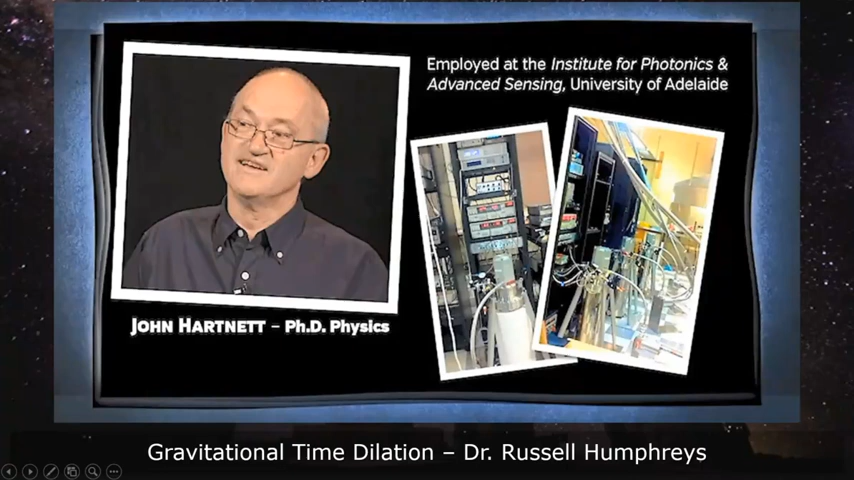 Employed at the Institute for Photonics &
Advanced Sensing, University of Adelaide
JOHN HARTNETT – Ph.D. Physics
Gravitational Time Dilation – Dr. Russell Humphreys